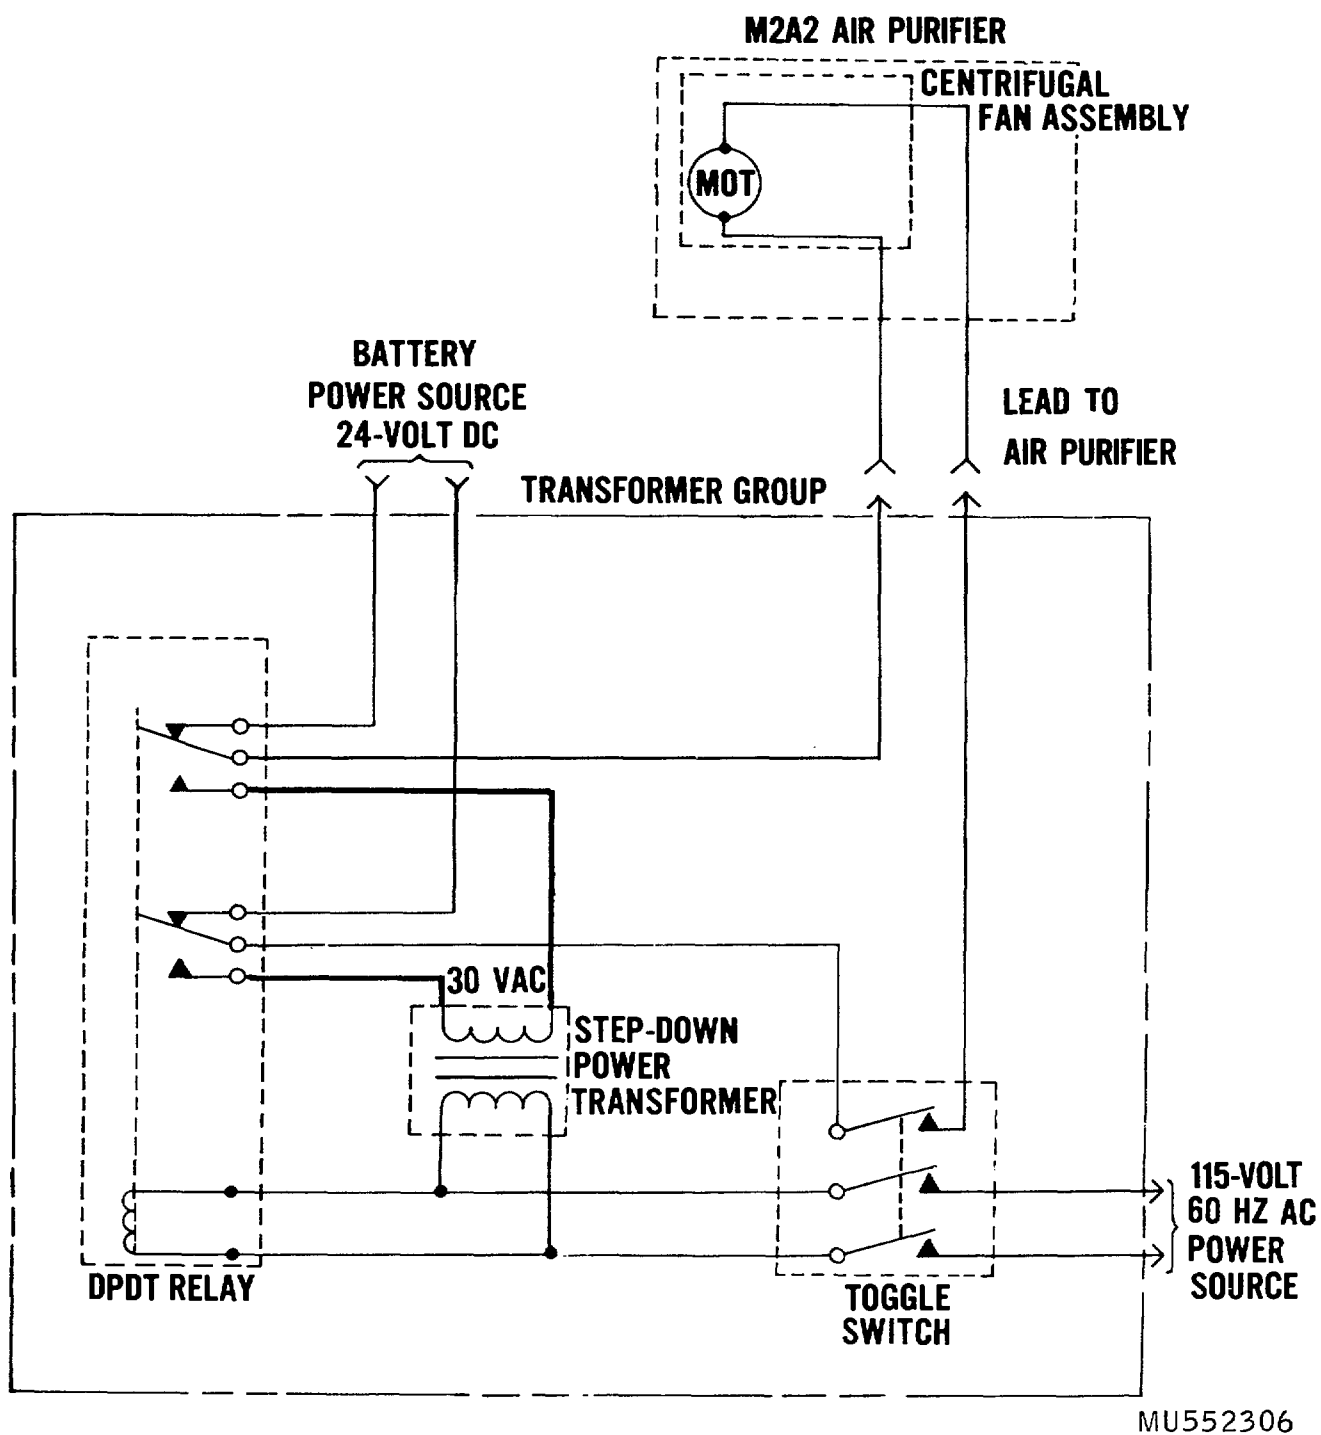 M2A2 AIR PURIFIER
CENTRIFUGAL
FAN ASSEMBLY
MOT
BATTERY
POWER SOURCE
24-VOLT DC
LEAD TO
AIR PURIFIER
TRANSFORMER GROUP
30 VAC
STEP-DOWN
POWER
TRANSFORMER
115-VOLT
60 HZ AC
POWER
SOURCE
DPDT RELAY
TOGGLE
SWITCH
MU552306